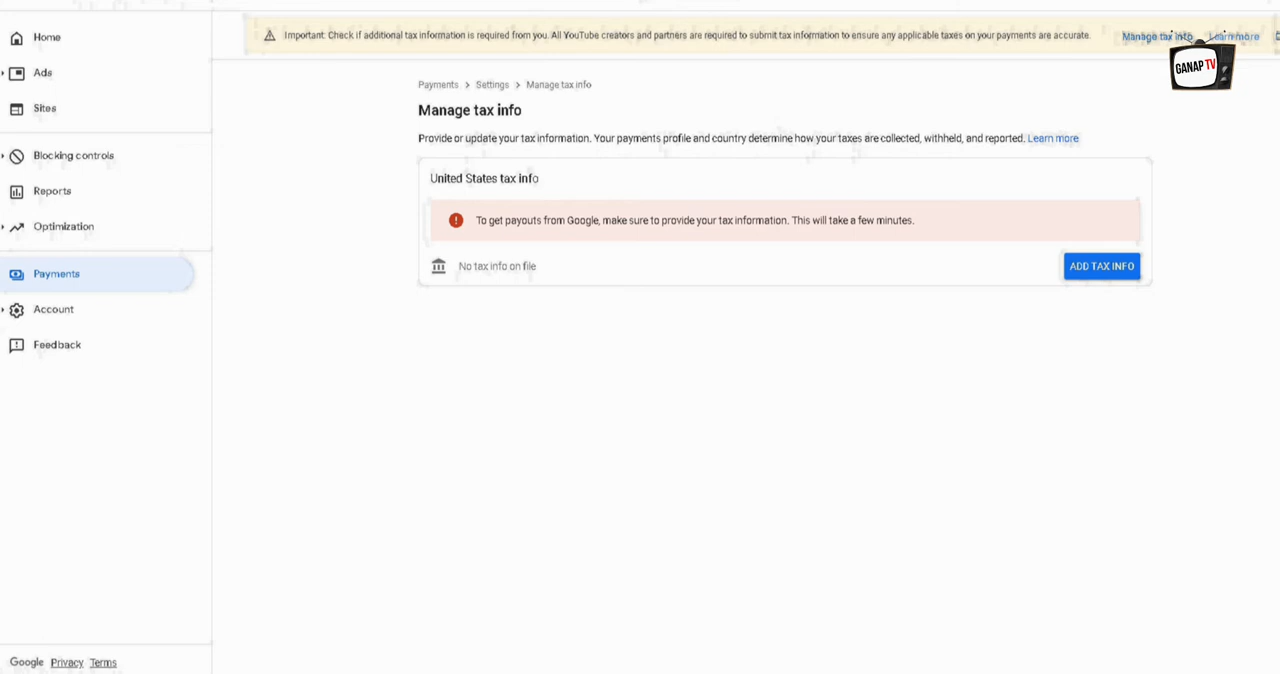 Important: Check if additional tax information is required from you. All YouTube creators and partners are required to submit tax information to ensure any applicable taxes on your payments are accurate. Manage tax info Learn more
GANAP TV
Home
Ads
Sites
Blocking controls
Reports
Optimization
Payments
Account
Feedback
Payments > Settings > Manage tax info
Manage tax info
Provide or update your tax information. Your payments profile and country determine how your taxes are collected, withheld, and reported. Learn more
United States tax info
To get payouts from Google, make sure to provide your tax information. This will take a few minutes.
No tax info on file
ADD TAX INFO
Google Privacy Terms